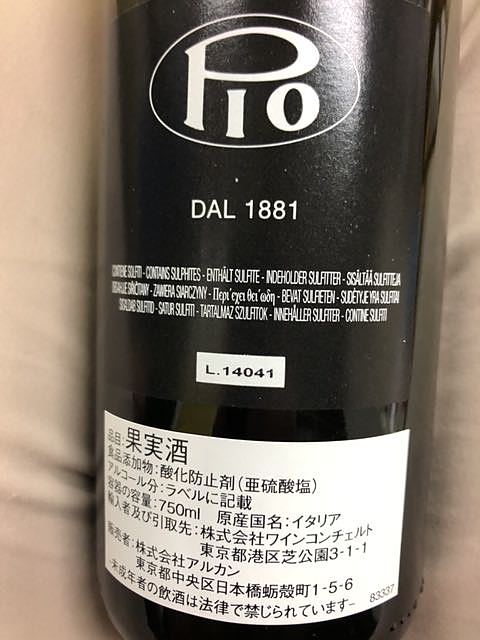 Pio
DAL 1881
CONTIENE SOLFITI - CONTAINS SULPHITES - ENTHÄLT SULFITE - INDEHOLDER SULFITTER - SISÄLTÄÄ SULFITTEJA
SIARCZYNY - ZAWIERA SIARCZYNY - Περιέχει θειώδη - BEVAT SULFIETEN - SUDĖTYJE YRA SULFITAI
SISALDAB SULFITID - SATUR SULFITI - TARTALMAZ SZULFITOK - INNEHÅLLER SULFITER - CONTINE SULFITI
L.14041
品目:果実酒
食品添加物:酸化防止剤(亜硫酸塩)
アルコール分:ラベルに記載
容器の容量:750ml 原産国名:イタリア
輸入者及び引取先:株式会社ワインコンチェルト
東京都港区芝公園3-1-1
販売者:株式会社アルカン
東京都中央区日本橋蛎殻町1-5-6
-未成年者の飲酒は法律で禁じられています-
83337